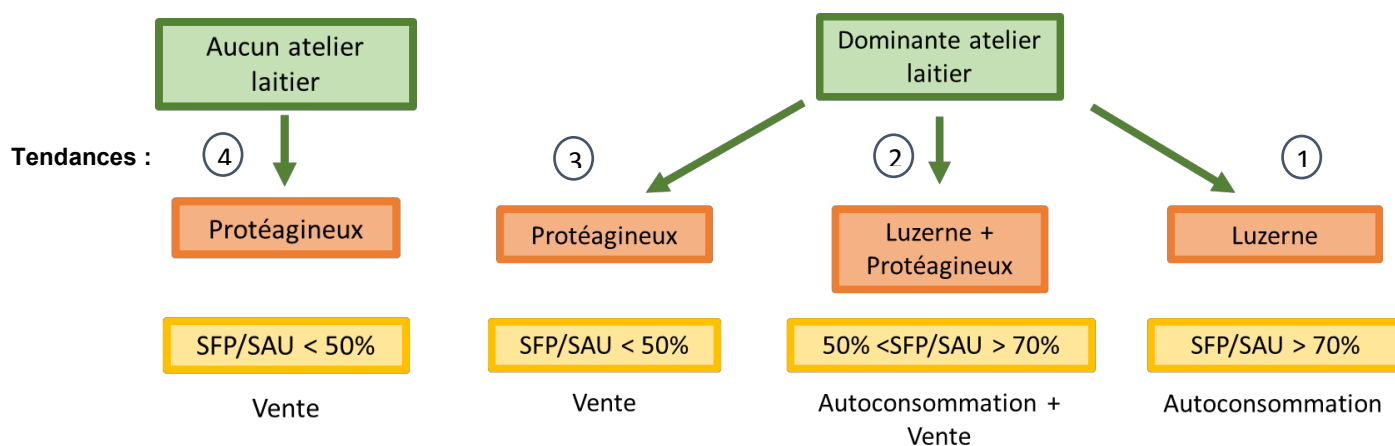 Aucun atelier
laitier
Dominante atelier
laitier
Tendances :
4
3
2
1
Protéagineux
Protéagineux
Luzerne +
Protéagineux
Luzerne
SFP/SAU < 50%
SFP/SAU < 50%
50% <SFP/SAU > 70%
SFP/SAU > 70%
Vente
Vente
Autoconsommation +
Vente
Autoconsommation